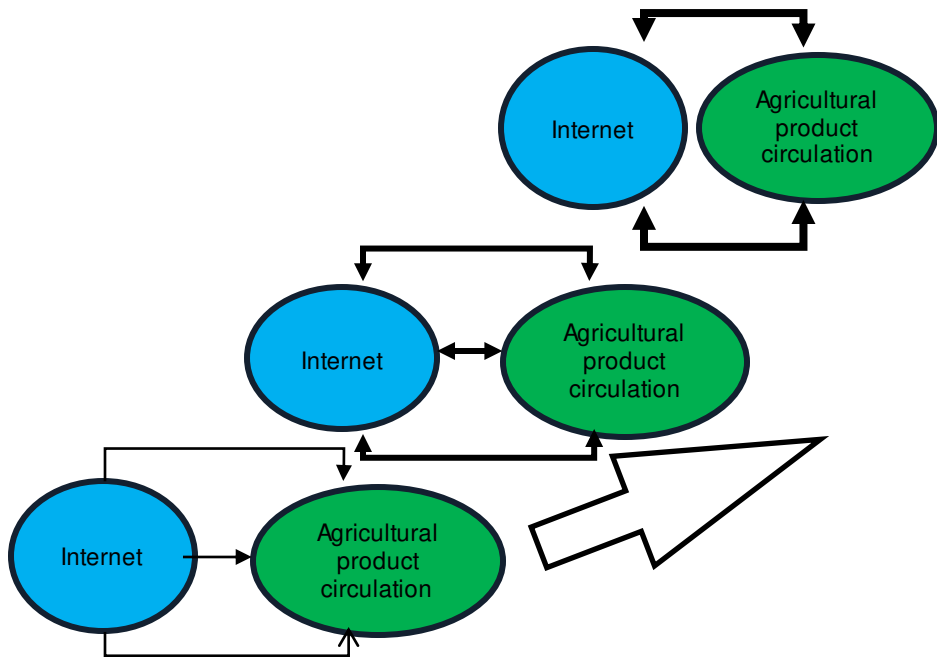 Internet
Agricultural
product
circulation
Internet
Agricultural
product
circulation
Internet
Agricultural
product
circulation